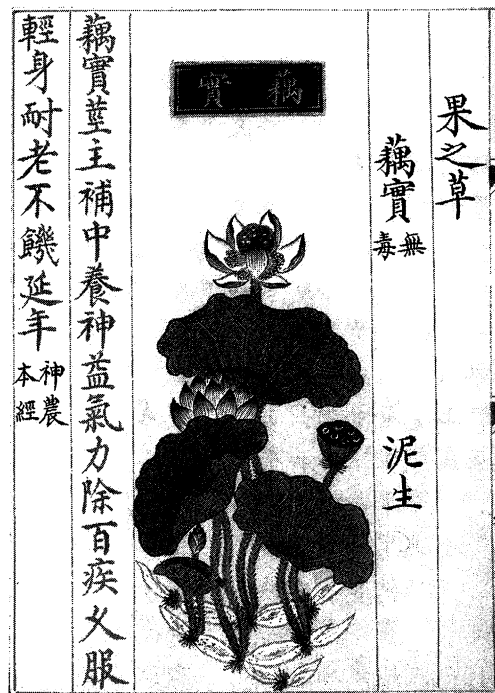 果之草
藕實 無毒 泥生
藕實
藕實莖主補中養神益氣力除百疾久服
輕身耐老不饑延年 神農本經